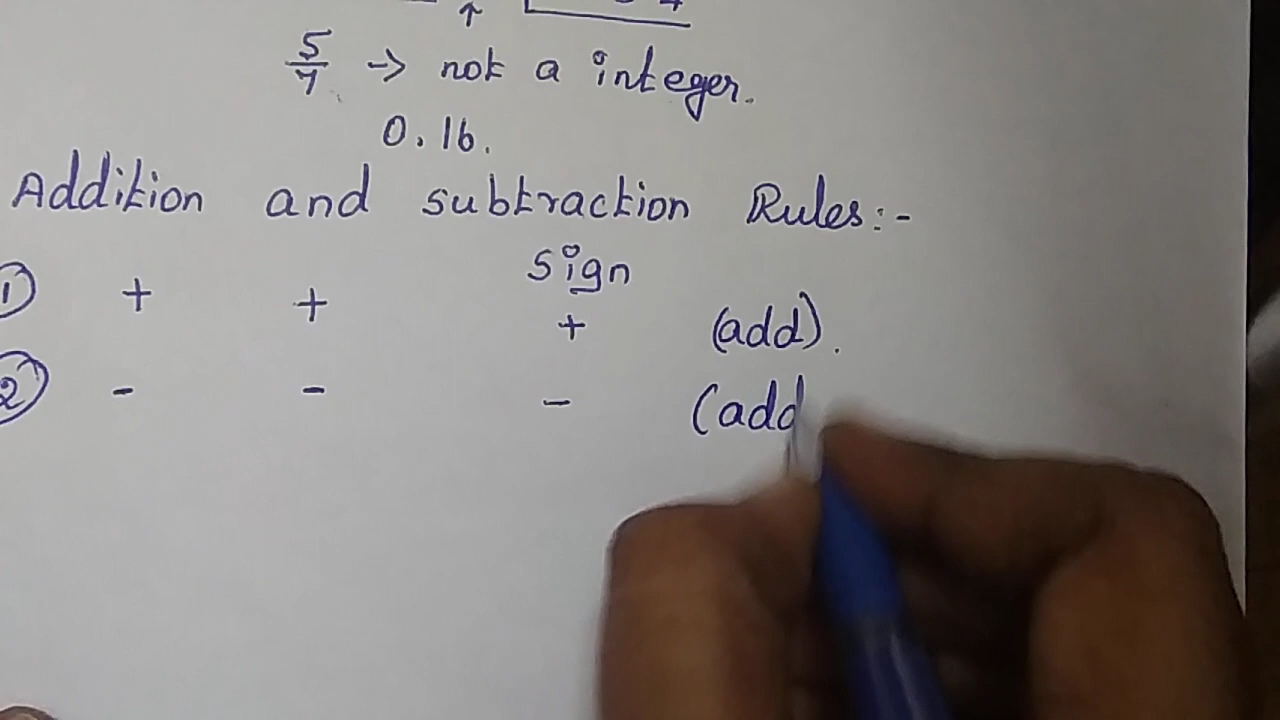 5/7 -> not a integer.
0.16.
Addition and subtraction Rules:-
sign
① + + + (add).
② - - - (add